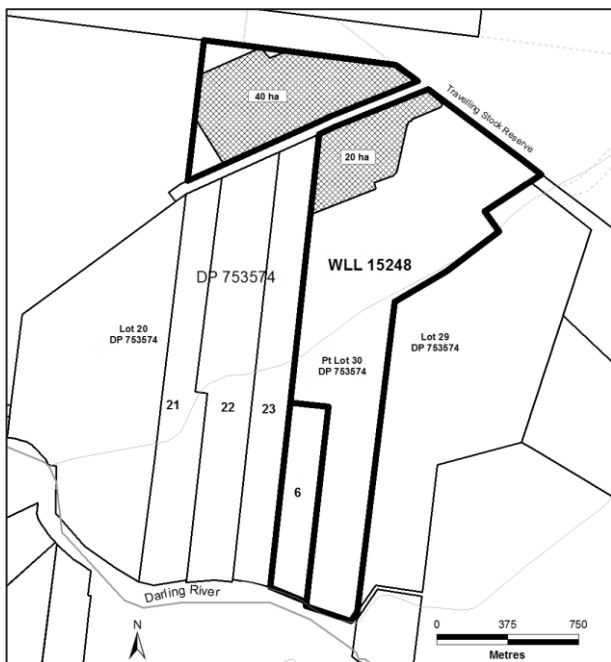 40 ha
Travelling Stock Reserve
20 ha
WLL 15248
DP 753574
Lot 20
DP 753574
Lot 29
DP 753574
Pt Lot 30
DP 753574
21
22
23
6
Darling River
N
0 375 750
Metres